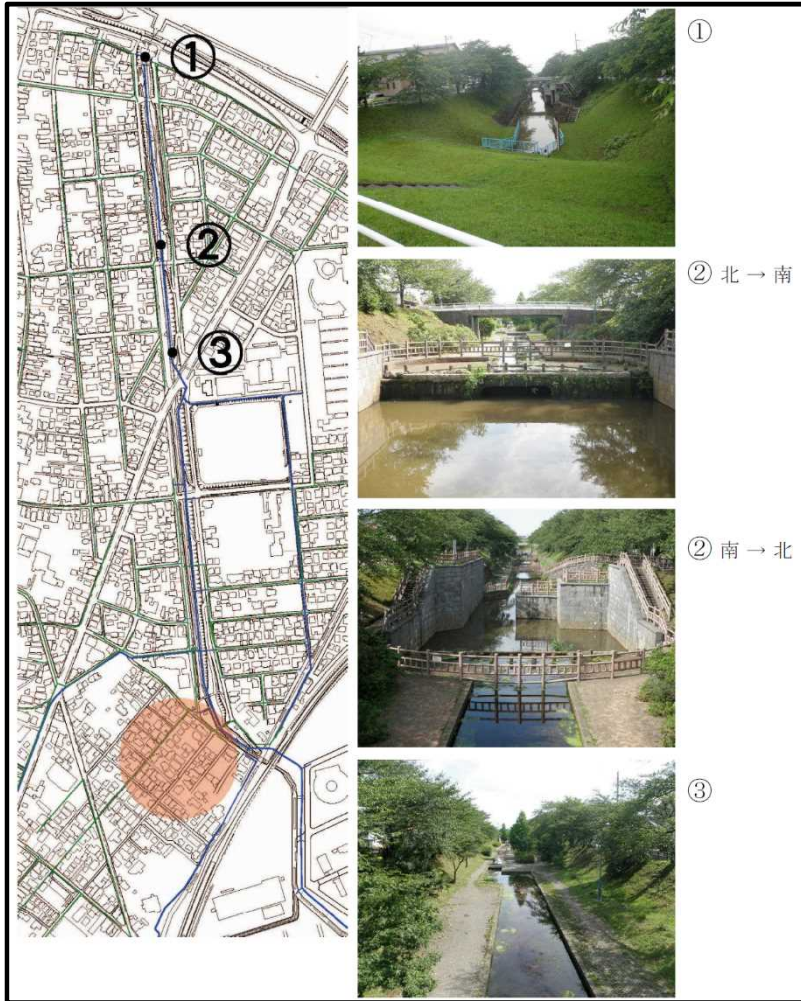 ①
②
③
①
② 北 → 南
② 南 → 北
③